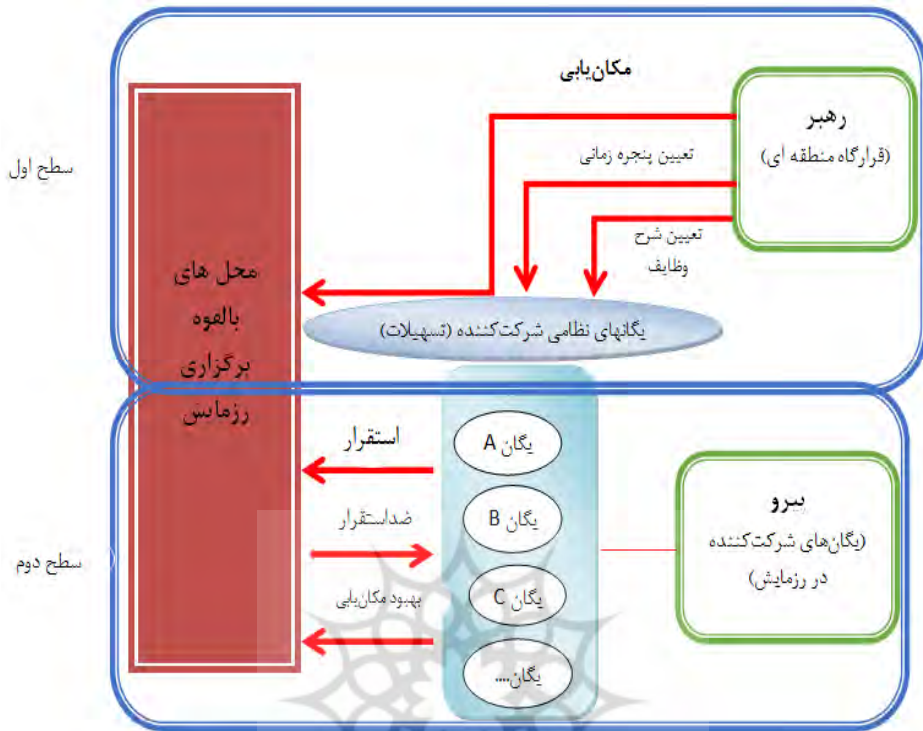 مکان‌یابی
رهبر
(قرارگاه منطقه ای)
تعیین پنجره زمانی
تعیین شرح
وظایف
سطح اول
محل های
بالقوه
برگزاری
رزمایش
یگانهای نظامی شرکت‌کننده (تسهیلات)
استقرار
یگان A
ضداستقرار
یگان B
بهبود مکان‌یابی
یگان C
یگان....
پیرو
(یگان‌های شرکت‌کننده
در رزمایش)
سطح دوم